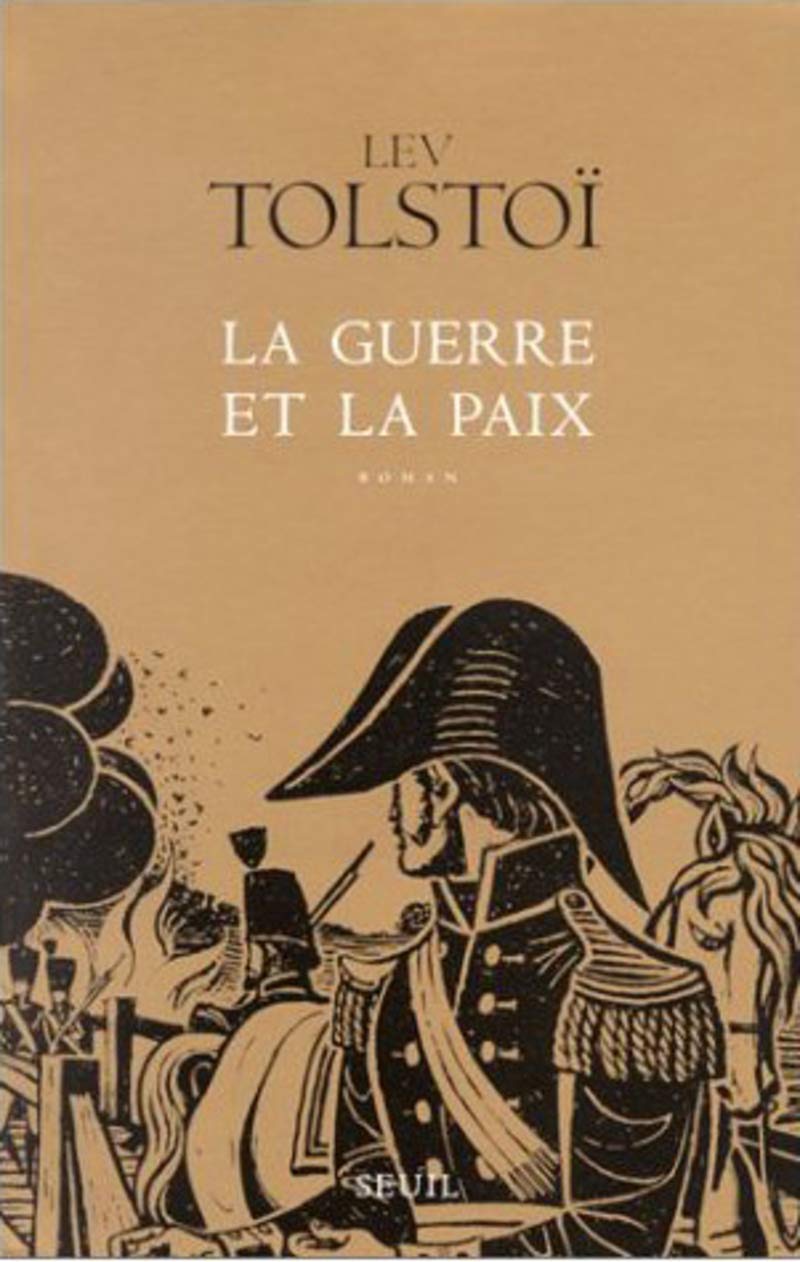 LEV
TOLSTOÏ
LA GUERRE
ET LA PAIX
ROMAN
SEUIL